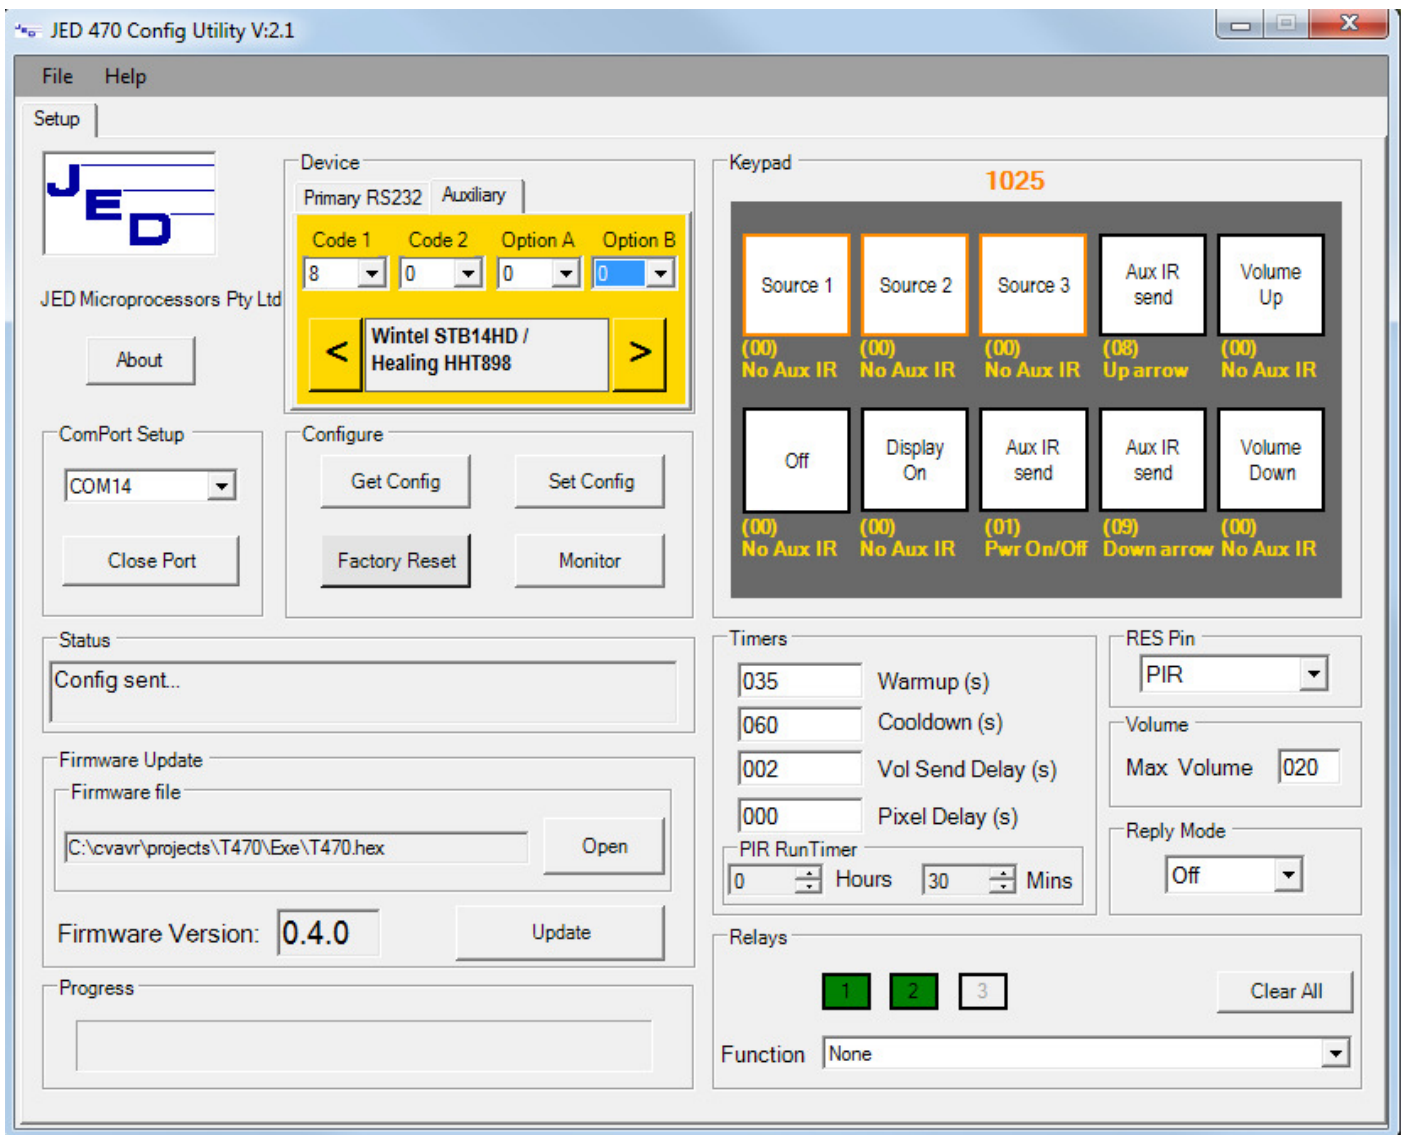 JED 470 Config Utility V:2.1
File Help
Setup
JED
JED Microprocessors Pty Ltd
About
Device
Primary RS232 Auxiliary
Code 1 Code 2 Option A Option B
8 0 0 0
<
Wintel STB14HD /
Healing HHT898
>
ComPort Setup
COM14
Close Port
Configure
Get Config Set Config
Factory Reset Monitor
Keypad
1025
Source 1
(00)
No Aux IR
Source 2
(00)
No Aux IR
Source 3
(00)
No Aux IR
Aux IR
send
(08)
Up arrow
Volume
Up
(00)
No Aux IR
Off
(00)
No Aux IR
Display
On
(00)
No Aux IR
Aux IR
send
(01)
Pwr On/Off
Aux IR
send
(09)
Down arrow
Volume
Down
(00)
No Aux IR
Status
Config sent...
Firmware Update
Firmware file
C:\cvavr\projects\T470\Exe\T470.hex
Open
Firmware Version: 0.4.0
Update
Progress
Timers
035 Warmup (s)
060 Cooldown (s)
002 Vol Send Delay (s)
000 Pixel Delay (s)
PIR RunTimer
0 Hours 30 Mins
RES Pin
PIR
Volume
Max Volume 020
Reply Mode
Off
Relays
1 2 3
Clear All
Function None